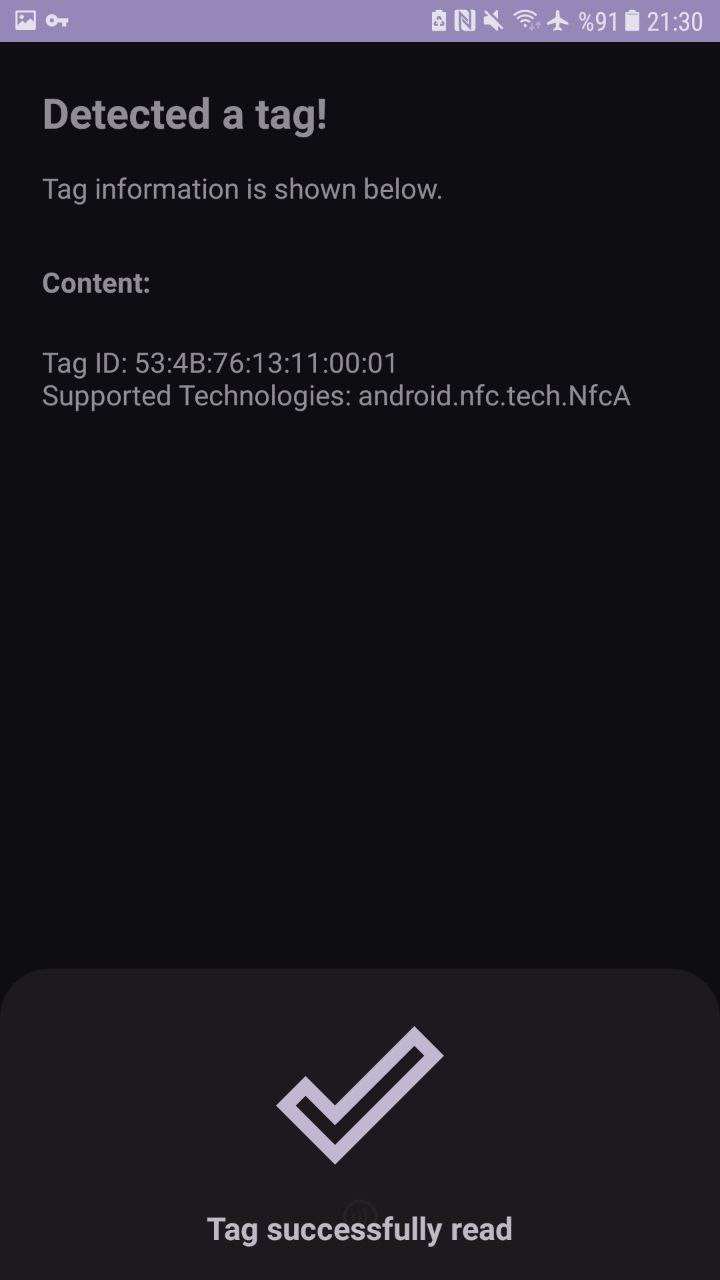 %91 21:30
Detected a tag!
Tag information is shown below.
Content:
Tag ID: 53:4B:76:13:11:00:01
Supported Technologies: android.nfc.tech.NfcA
Tag successfully read